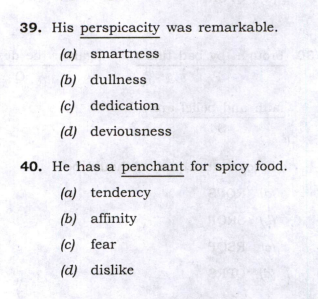 39. His perspicacity was remarkable.
(a) smartness
(b) dullness
(c) dedication
(d) deviousness
40. He has a penchant for spicy food.
(a) tendency
(b) affinity
(c) fear
(d) dislike